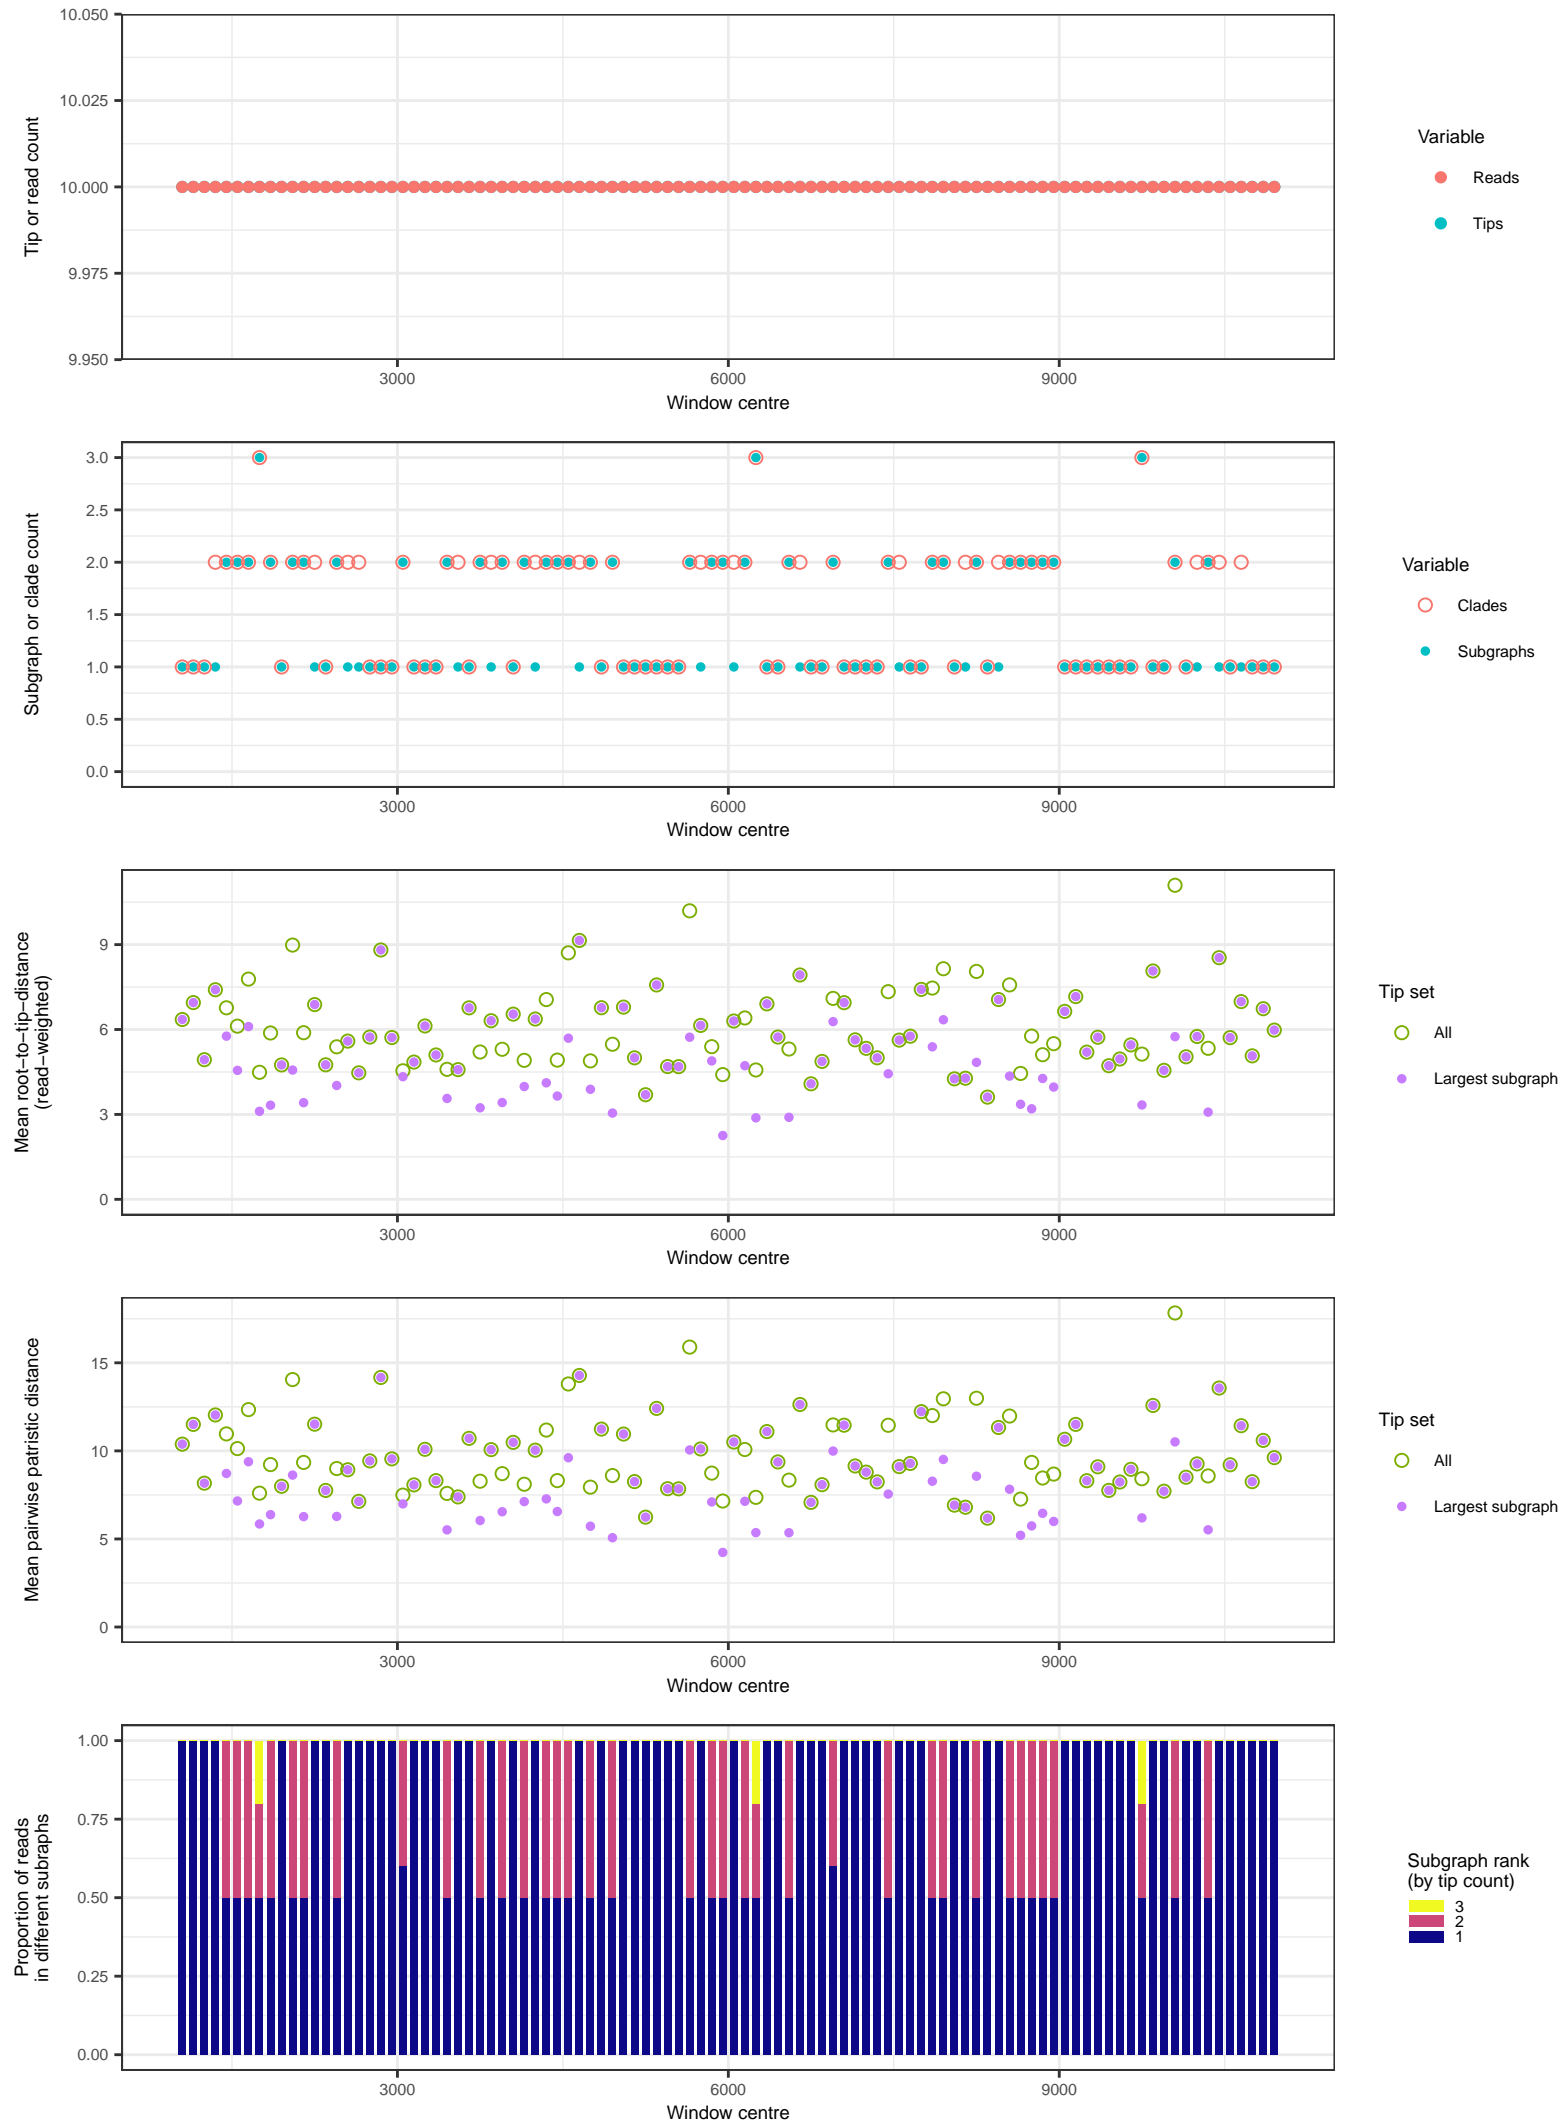 10.050
10.025
10.000
9.975
9.950
Tip or read count
3000 6000 9000
Window centre
Variable
Reads
Tips
3.0
2.5
2.0
1.5
1.0
0.5
0.0
Subgraph or clade count
3000 6000 9000
Window centre
Variable
Clades
Subgraphs
9
6
3
0
Mean root−to−tip−distance
(read−weighted)
3000 6000 9000
Window centre
Tip set
All
Largest subgraph
15
10
5
0
Mean pairwise patristic distance
3000 6000 9000
Window centre
Tip set
All
Largest subgraph
1.00
0.75
0.50
0.25
0.00
Proportion of reads
in different subraphs
3000 6000 9000
Window centre
Subgraph rank
(by tip count)
3
2
1